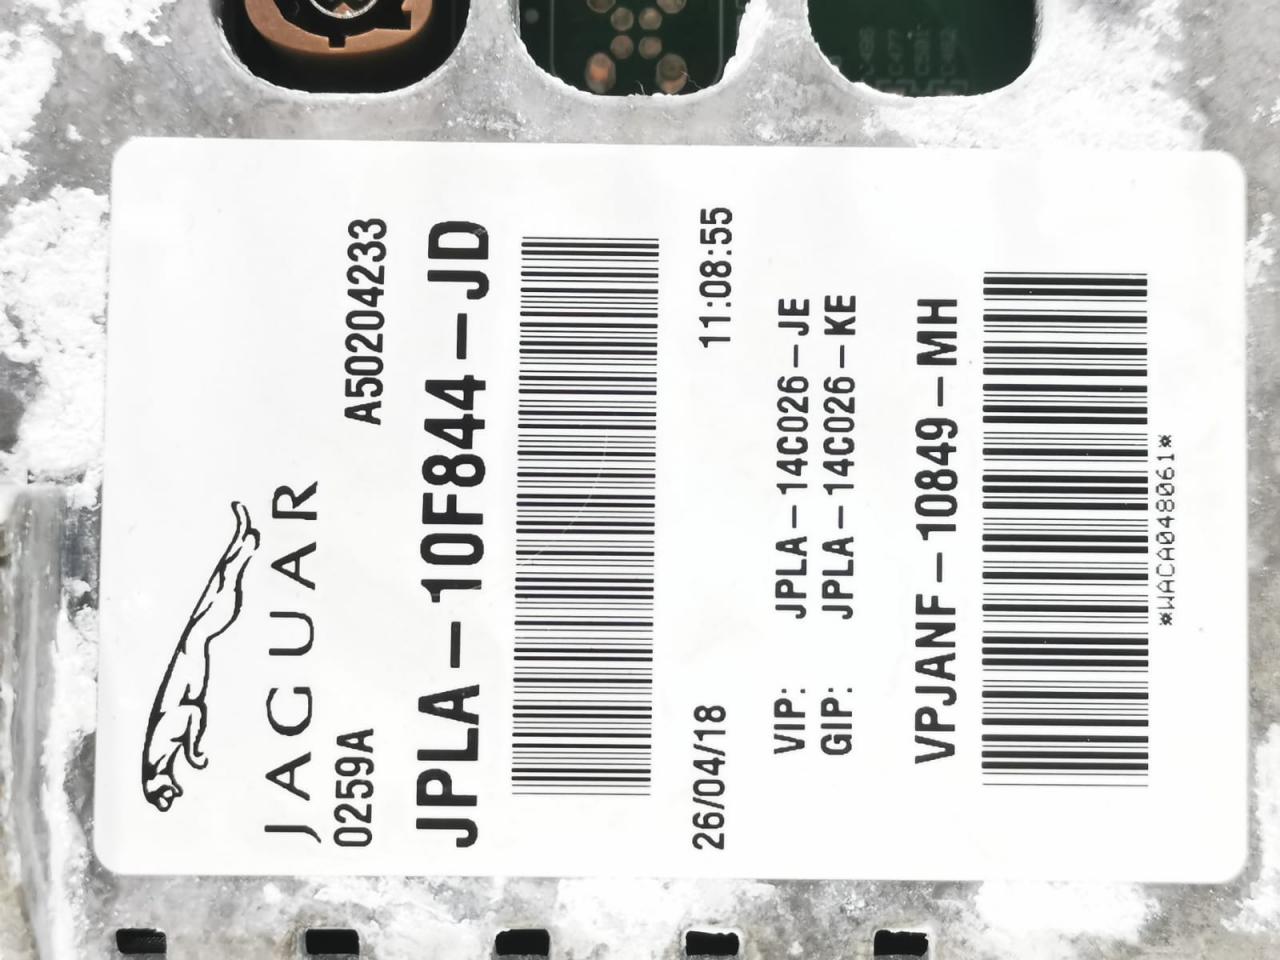 JAGUAR
0259A A50204233
JPLA-10F844-JD
26/04/18 11:08:55
VIP: JPLA-14C026-JE
GIP: JPLA-14C026-KE
VPJANF-10849-MH
*WACA048061*